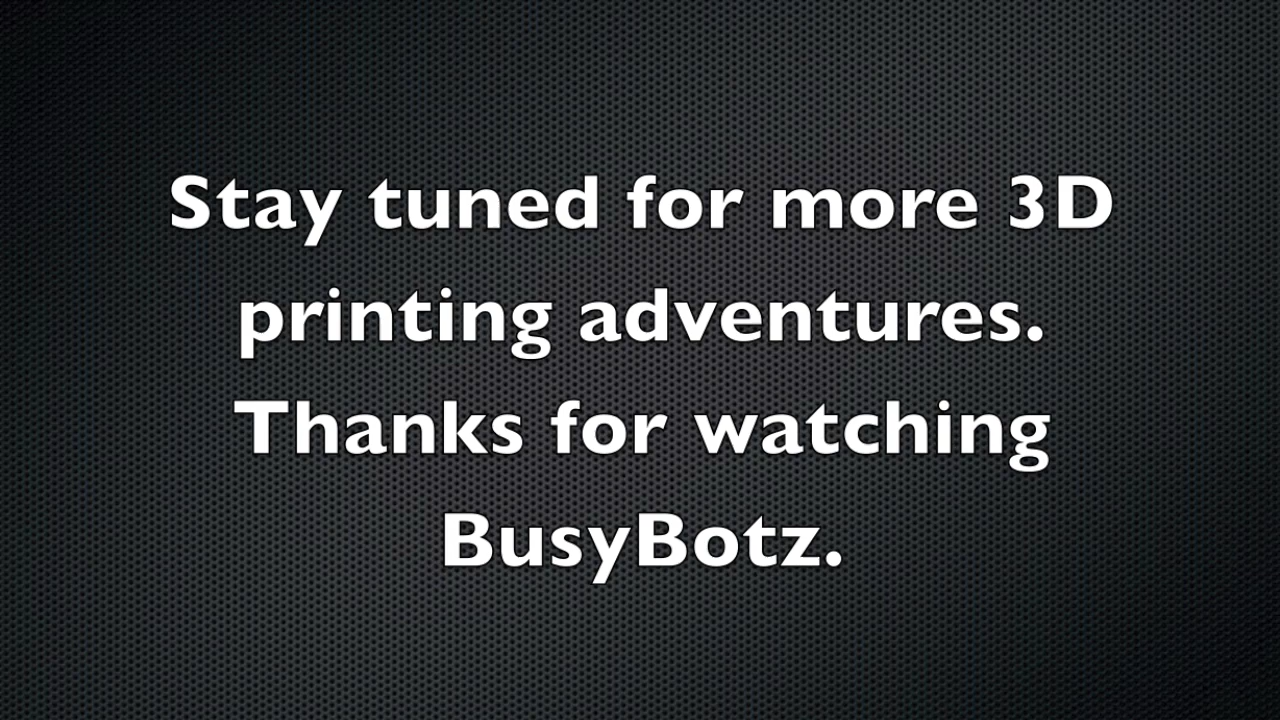 Stay tuned for more 3D
printing adventures.
Thanks for watching
BusyBotz.